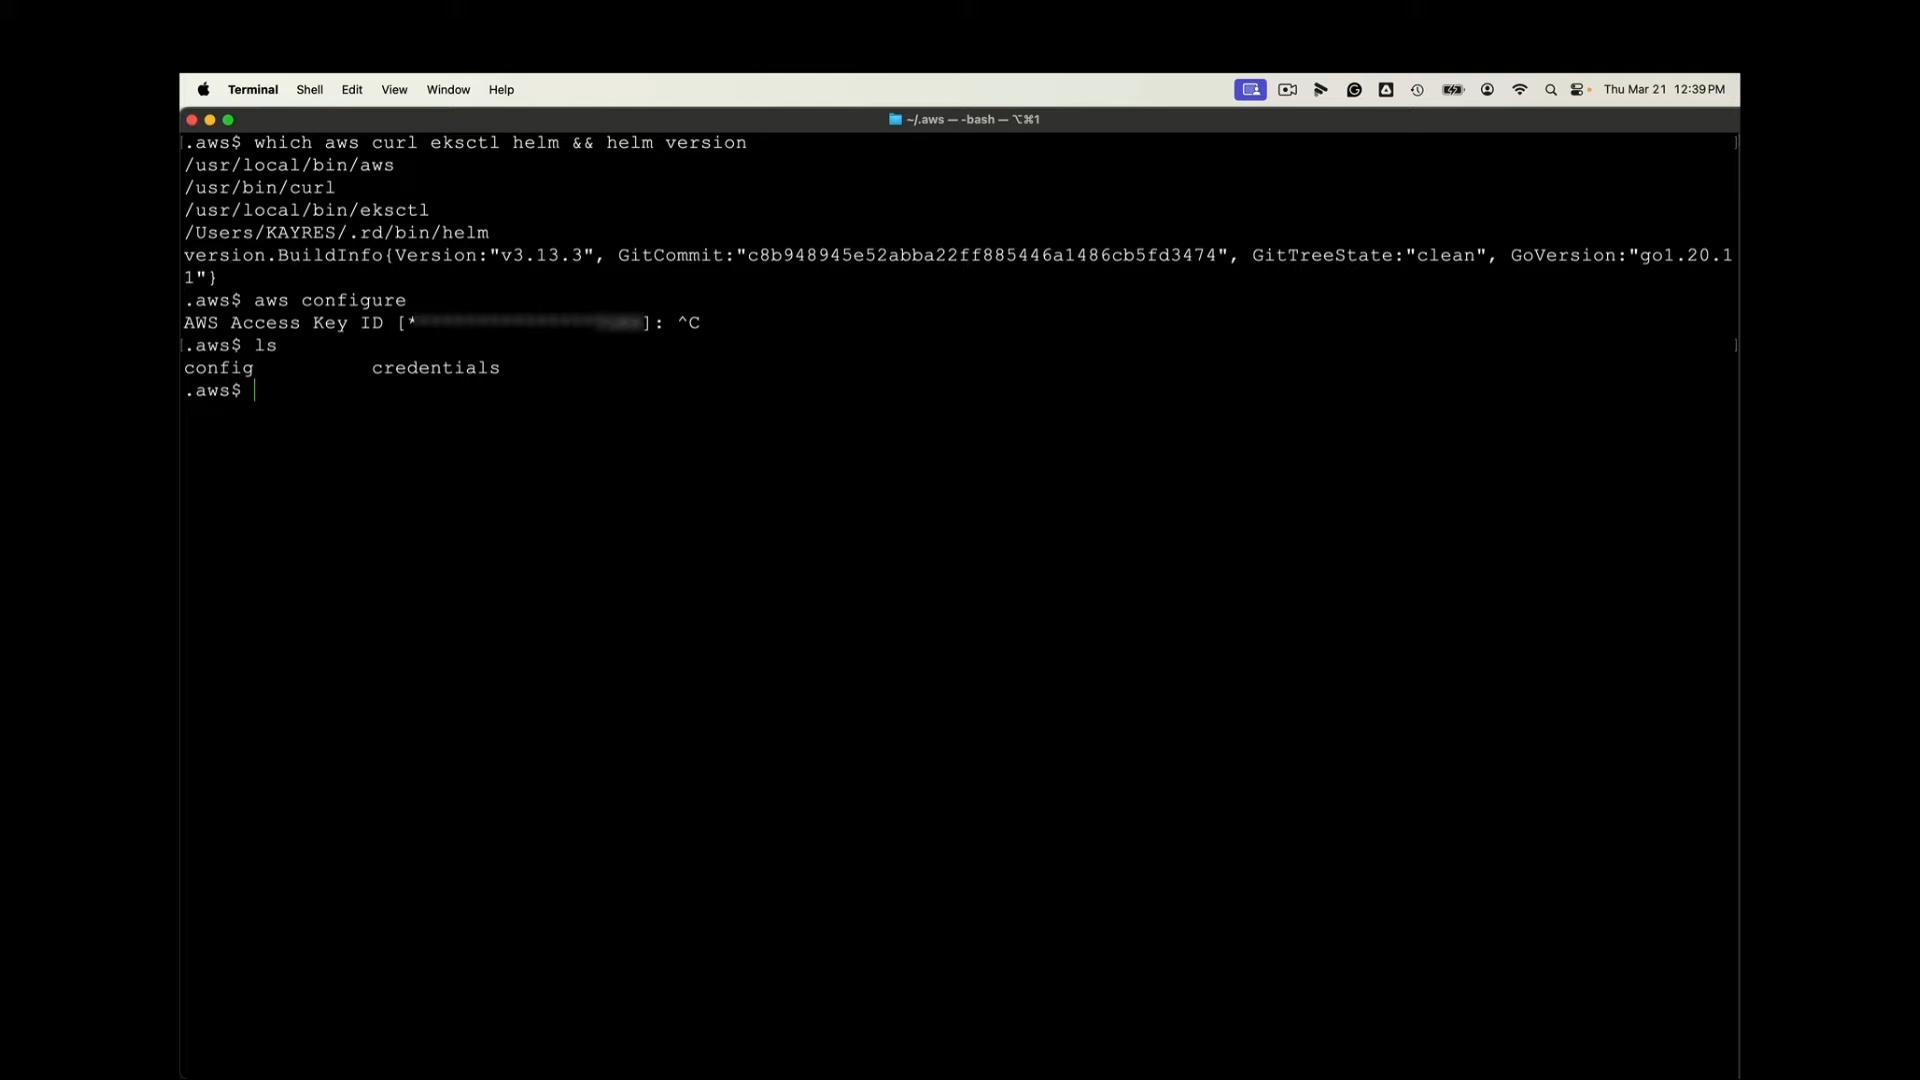 Terminal Shell Edit View Window Help Thu Mar 21 12:39 PM
~/.aws — -bash — ⌥⌘1
.aws$ which aws curl eksctl helm && helm version
/usr/local/bin/aws
/usr/bin/curl
/usr/local/bin/eksctl
/Users/KAYRES/.rd/bin/helm
version.BuildInfo{Version:"v3.13.3", GitCommit:"c8b948945e52abba22ff885446a1486cb5fd3474", GitTreeState:"clean", GoVersion:"go1.20.1
1"}
.aws$ aws configure
AWS Access Key ID [*]: ^C
.aws$ ls
config credentials
.aws$